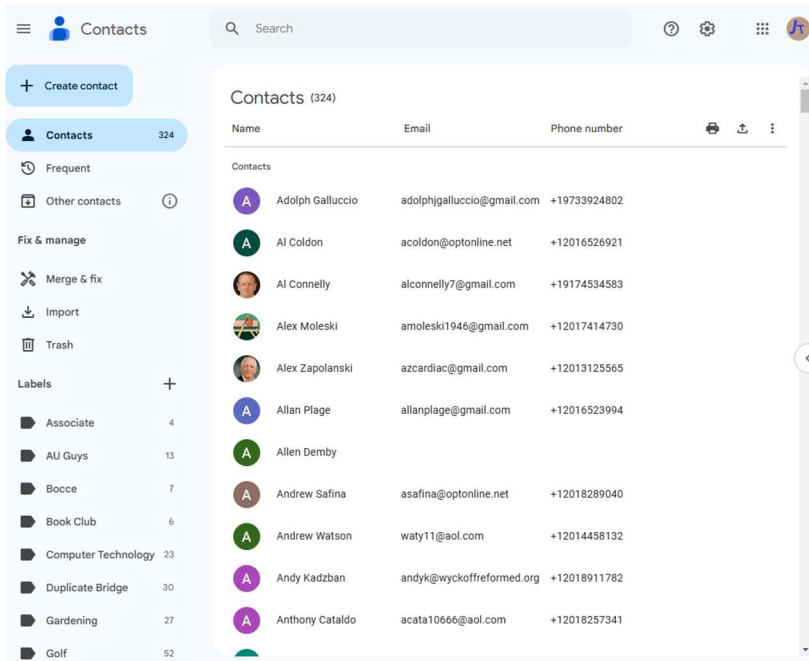 Contacts
Search
JT
Create contact
Contacts 324
Frequent
Other contacts
Fix & manage
Merge & fix
Import
Trash
Labels
Associate 4
AU Guys 13
Bocce 7
Book Club 6
Computer Technology 23
Duplicate Bridge 30
Gardening 27
Golf 52
Contacts (324)
Name Email Phone number
Contacts
A Adolph Galluccio adolphjgalluccio@gmail.com +19733924802
A Al Coldon acoldon@optonline.net +12016526921
Al Connelly alconnelly7@gmail.com +19174534583
Alex Moleski amoleski1946@gmail.com +12017414730
Alex Zapolanski azcardiac@gmail.com +12013125565
A Allan Plage allanplage@gmail.com +12016523994
A Allen Demby
A Andrew Safina asafina@optonline.net +12018289040
A Andrew Watson waty11@aol.com +12014458132
A Andy Kadzban andyk@wyckoffreformed.org +12018911782
A Anthony Cataldo acata10666@aol.com +12018257341